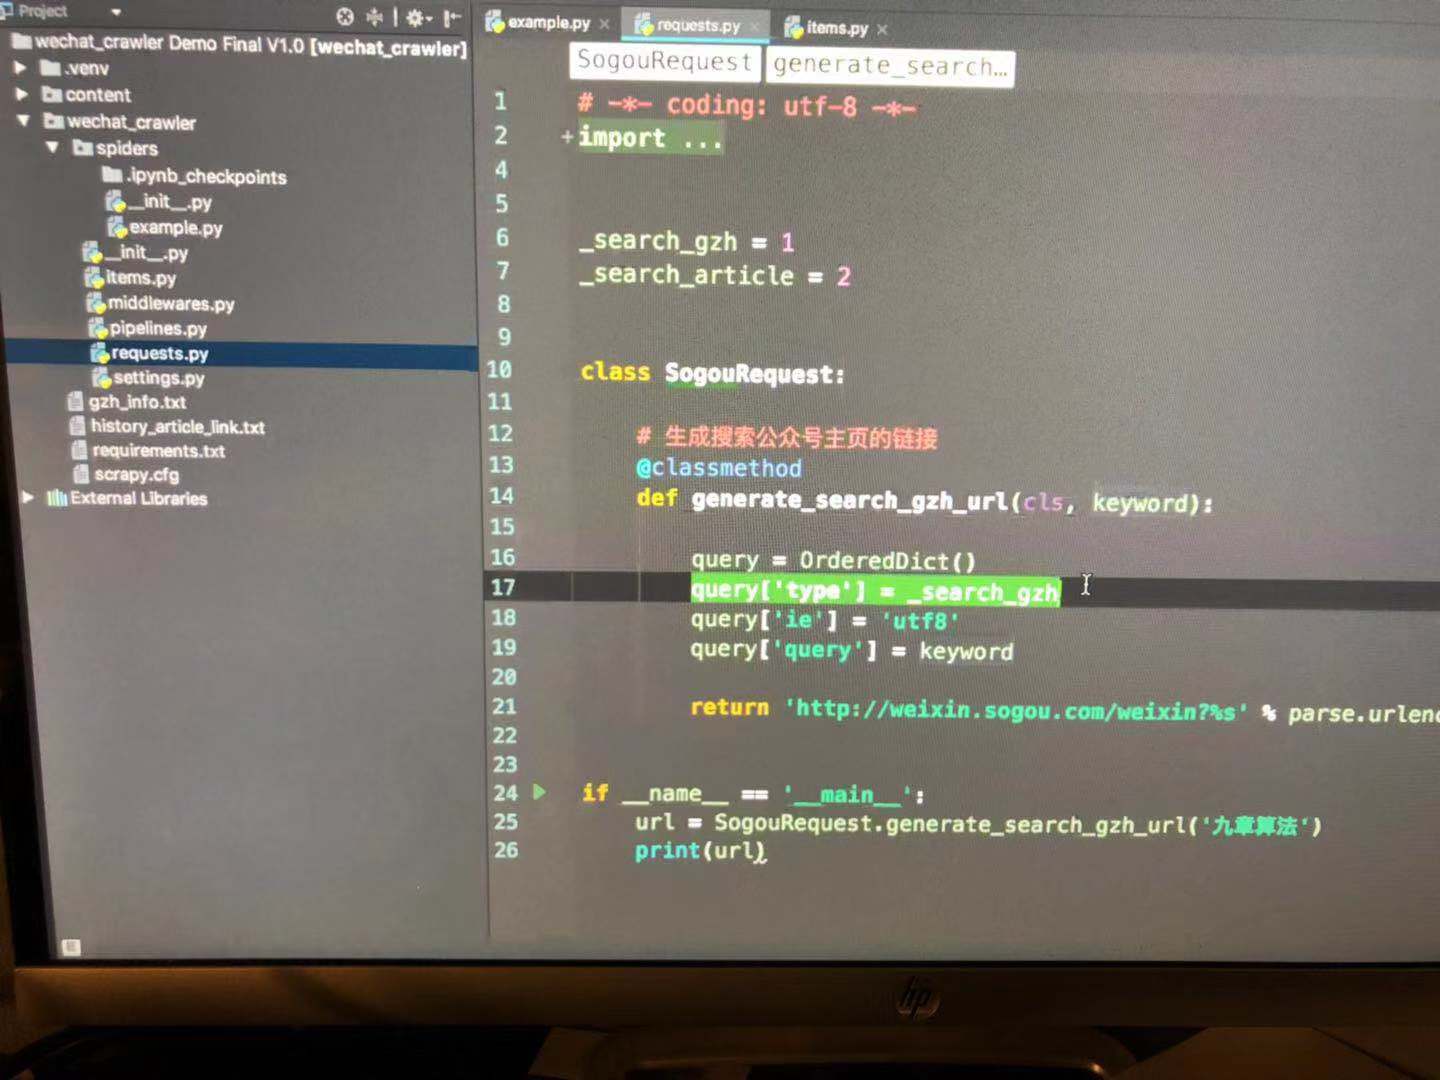 Project
wechat_crawler Demo Final V1.0 [wechat_crawler]
.venv
content
wechat_crawler
spiders
.ipynb_checkpoints
__init__.py
example.py
__init__.py
items.py
middlewares.py
pipelines.py
requests.py
settings.py
gzh_info.txt
history_article_link.txt
requirements.txt
scrapy.cfg
External Libraries
example.py
requests.py
items.py
SogouRequest
generate_search…
1 # -*- coding: utf-8 -*-
2 +import ...
4
5
6 _search_gzh = 1
7 _search_article = 2
8
9
10 class SogouRequest:
11
12 # 生成搜索公众号主页的链接
13 @classmethod
14 def generate_search_gzh_url(cls, keyword):
15
16 query = OrderedDict()
17 query['type'] = _search_gzh
18 query['ie'] = 'utf8'
19 query['query'] = keyword
20
21 return 'http://weixin.sogou.com/weixin?%s' % parse.urlenc
22
23
24 if __name__ == '__main__':
25 url = SogouRequest.generate_search_gzh_url('九章算法')
26 print(url)
hp